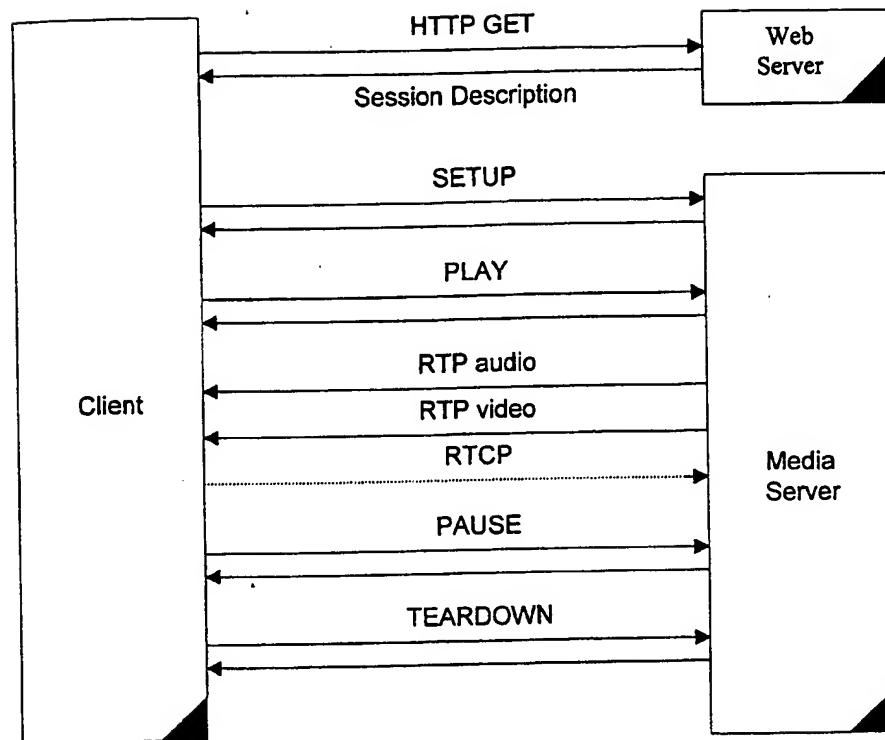 HTTP GET
Web
Server
Session Description
SETUP
PLAY
RTP audio
Client
RTP video
RTCP
Media
Server
PAUSE
TEARDOWN